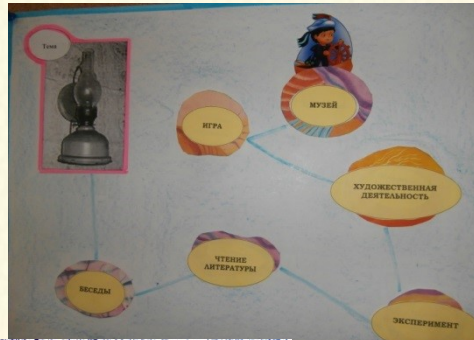 Тема
МУЗЕЙ
ИГРА
ХУДОЖЕСТВЕННАЯ
ДЕЯТЕЛЬНОСТЬ
ЧТЕНИЕ
ЛИТЕРАТУРЫ
БЕСЕДЫ
ЭКСПЕРИМЕНТ